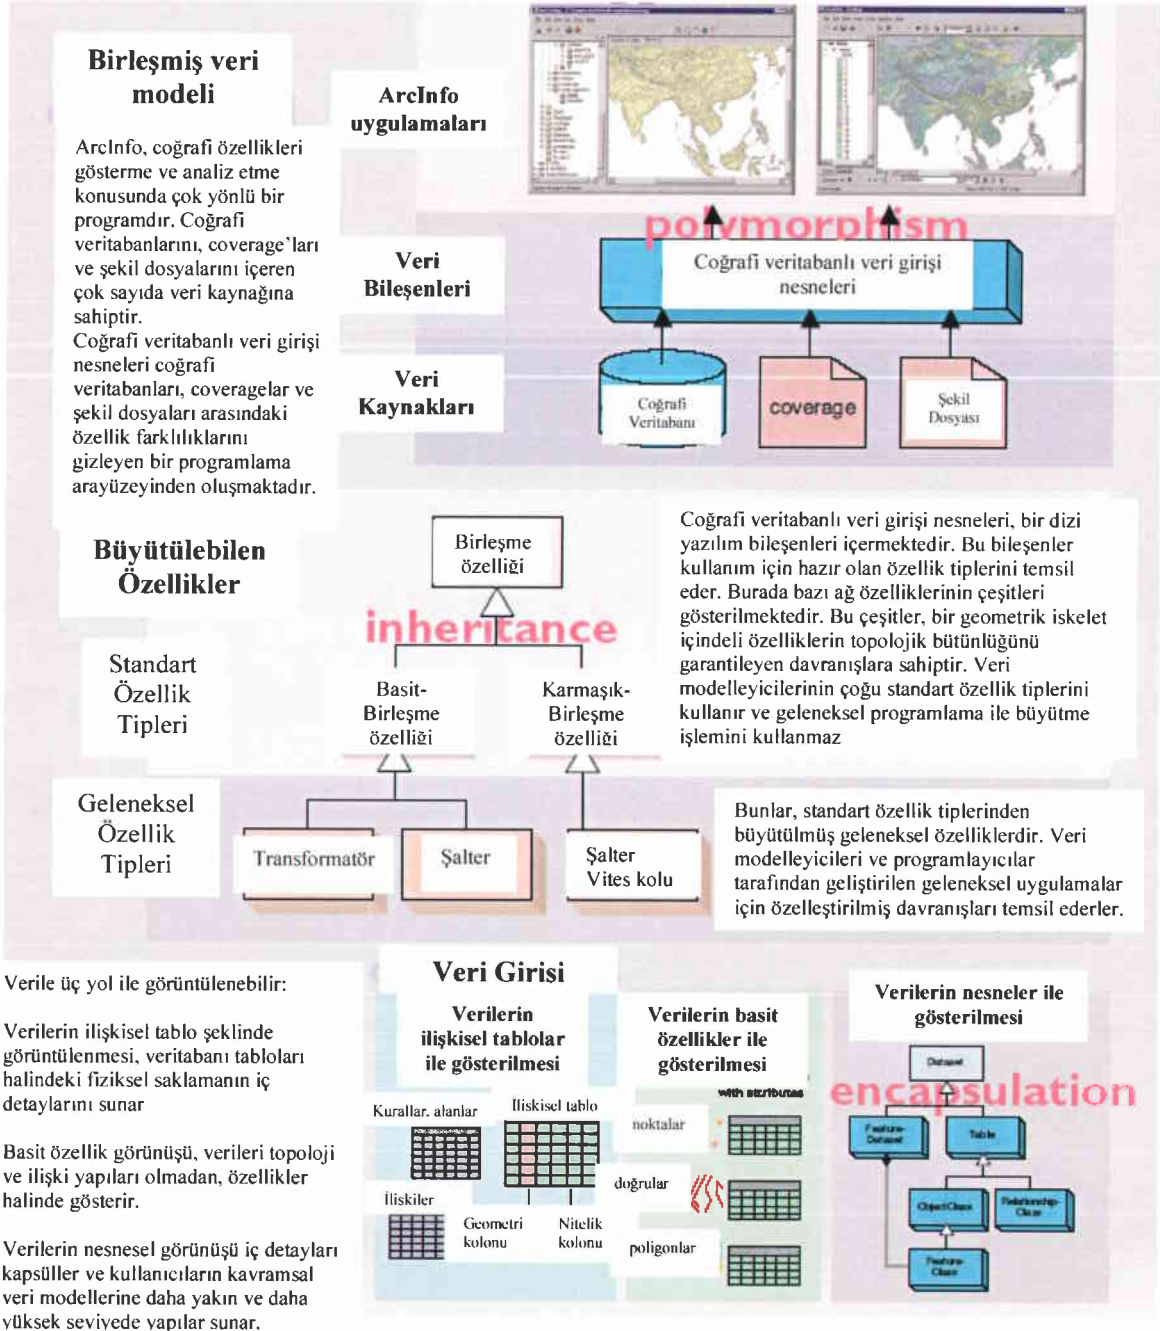 Birleşmiş veri
modeli
ArcInfo, coğrafi özellikleri
gösterme ve analiz etme
konusunda çok yönlü bir
programdır. Coğrafi
veritabanlarını, coverage'ları
ve şekil dosyalarını içeren
çok sayıda veri kaynağına
sahiptir.
Coğrafi veritabanlı veri girişi
nesneleri coğrafi
veritabanları, coveragelar ve
şekil dosyaları arasındaki
özellik farklılıklarını
gizleyen bir programlama
arayüzeyinden oluşmaktadır.
ArcInfo
uygulamaları
polymorphism
Veri
Bileşenleri
Coğrafi veritabanlı veri girişi
nesneleri
Veri
Kaynakları
Coğrafi
Veritabanı
coverage
Şekil
Dosyası
Büyütülebilen
Özellikler
Birleşme
özelliği
inheritance
Standart
Özellik
Tipleri
Basit-
Birleşme
özelliği
Karmaşık-
Birleşme
özelliği
Coğrafi veritabanlı veri girişi nesneleri, bir dizi
yazılım bileşenleri içermektedir. Bu bileşenler
kullanım için hazır olan özellik tiplerini temsil
eder. Burada bazı ağ özelliklerinin çeşitleri
gösterilmektedir. Bu çeşitler, bir geometrik iskelet
içindeli özelliklerin topolojik bütünlüğünü
garantileyen davranışlara sahiptir. Veri
modelleyicilerinin çoğu standart özellik tiplerini
kullanır ve geleneksel programlama ile büyütme
işlemini kullanmaz
Geleneksel
Özellik
Tipleri
Transformatör
Şalter
Şalter
Vites kolu
Bunlar, standart özellik tiplerinden
büyütülmüş geleneksel özelliklerdir. Veri
modelleyicileri ve programlayıcılar
tarafından geliştirilen geleneksel uygulamalar
için özelleştirilmiş davranışları temsil ederler.
Verile üç yol ile görüntülenebilir:
Verilerin ilişkisel tablo şeklinde
görüntülenmesi, veritabanı tabloları
halindeki fiziksel saklamanın iç
detaylarını sunar
Basit özellik görünüşü, verileri topoloji
ve ilişki yapıları olmadan, özellikler
halinde gösterir.
Verilerin nesnesel görünüşü iç detayları
kapsüller ve kullanıcıların kavramsal
veri modellerine daha yakın ve daha
yüksek seviyede yapılar sunar.
Veri Girisi
Verilerin
ilişkisel tablolar
ile gösterilmesi
Kurallar. alanlar
İliskisel tablo
İliskiler
Geometri
kolonu
Nitelik
kolonu
Verilerin basit
özellikler ile
gösterilmesi
with attributes
noktalar
doğrular
poligonlar
Verilerin nesneler ile
gösterilmesi
encapsulation
Dataset
Feature-
Dataset
Table
ObjectClass
Relationship-
Class
Feature-
Class